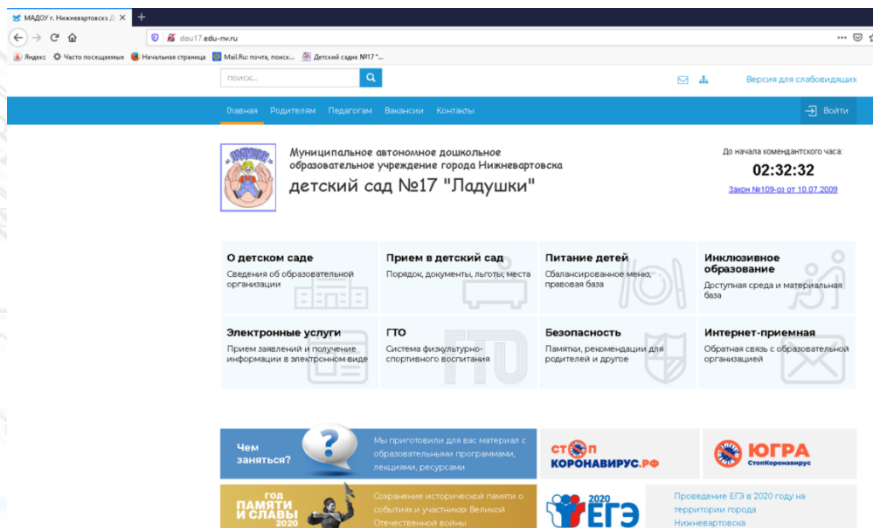 МАДОУ г. Нижневартовска Д
dou17.edu-nv.ru
Яндекс Часто посещаемые Начальная страница Mail.Ru: почта, поиск... Детский садик №17 "...
поиск...
Версия для слабовидящих
Главная Родителям Педагогам Вакансии Контакты
Войти
Муниципальное автономное дошкольное
образовательное учреждение города Нижневартовска
детский сад №17 "Ладушки"
До начала комендантского часа:
02:32:32
Закон №109-оз от 10.07.2009
О детском саде
Сведения об образовательной
организации
Прием в детский сад
Порядок, документы, льготы, места
Питание детей
Сбалансированное меню,
правовая база
Инклюзивное
образование
Доступная среда и материальная
база
Электронные услуги
Прием заявлений и получение
информации в электронном виде
ГТО
Система физкультурно-
спортивного воспитания
ГТО
Безопасность
Памятки, рекомендации для
родителей и другое
Интернет-приемная
Обратная связь с образовательной
организацией
Чем
заняться?
Мы приготовили для вас материал с
образовательными программами,
лекциями, ресурсами
СТОП
КОРОНАВИРУС.РФ
ЮГРА
СтопКоронавирус
ГОД
ПАМЯТИ
И СЛАВЫ
2020
Сохранение исторической памяти о
событиях и участниках Великой
Отечественной войны
2020
ЕГЭ
Проведение ЕГЭ в 2020 году на
территории города
Нижневартовска